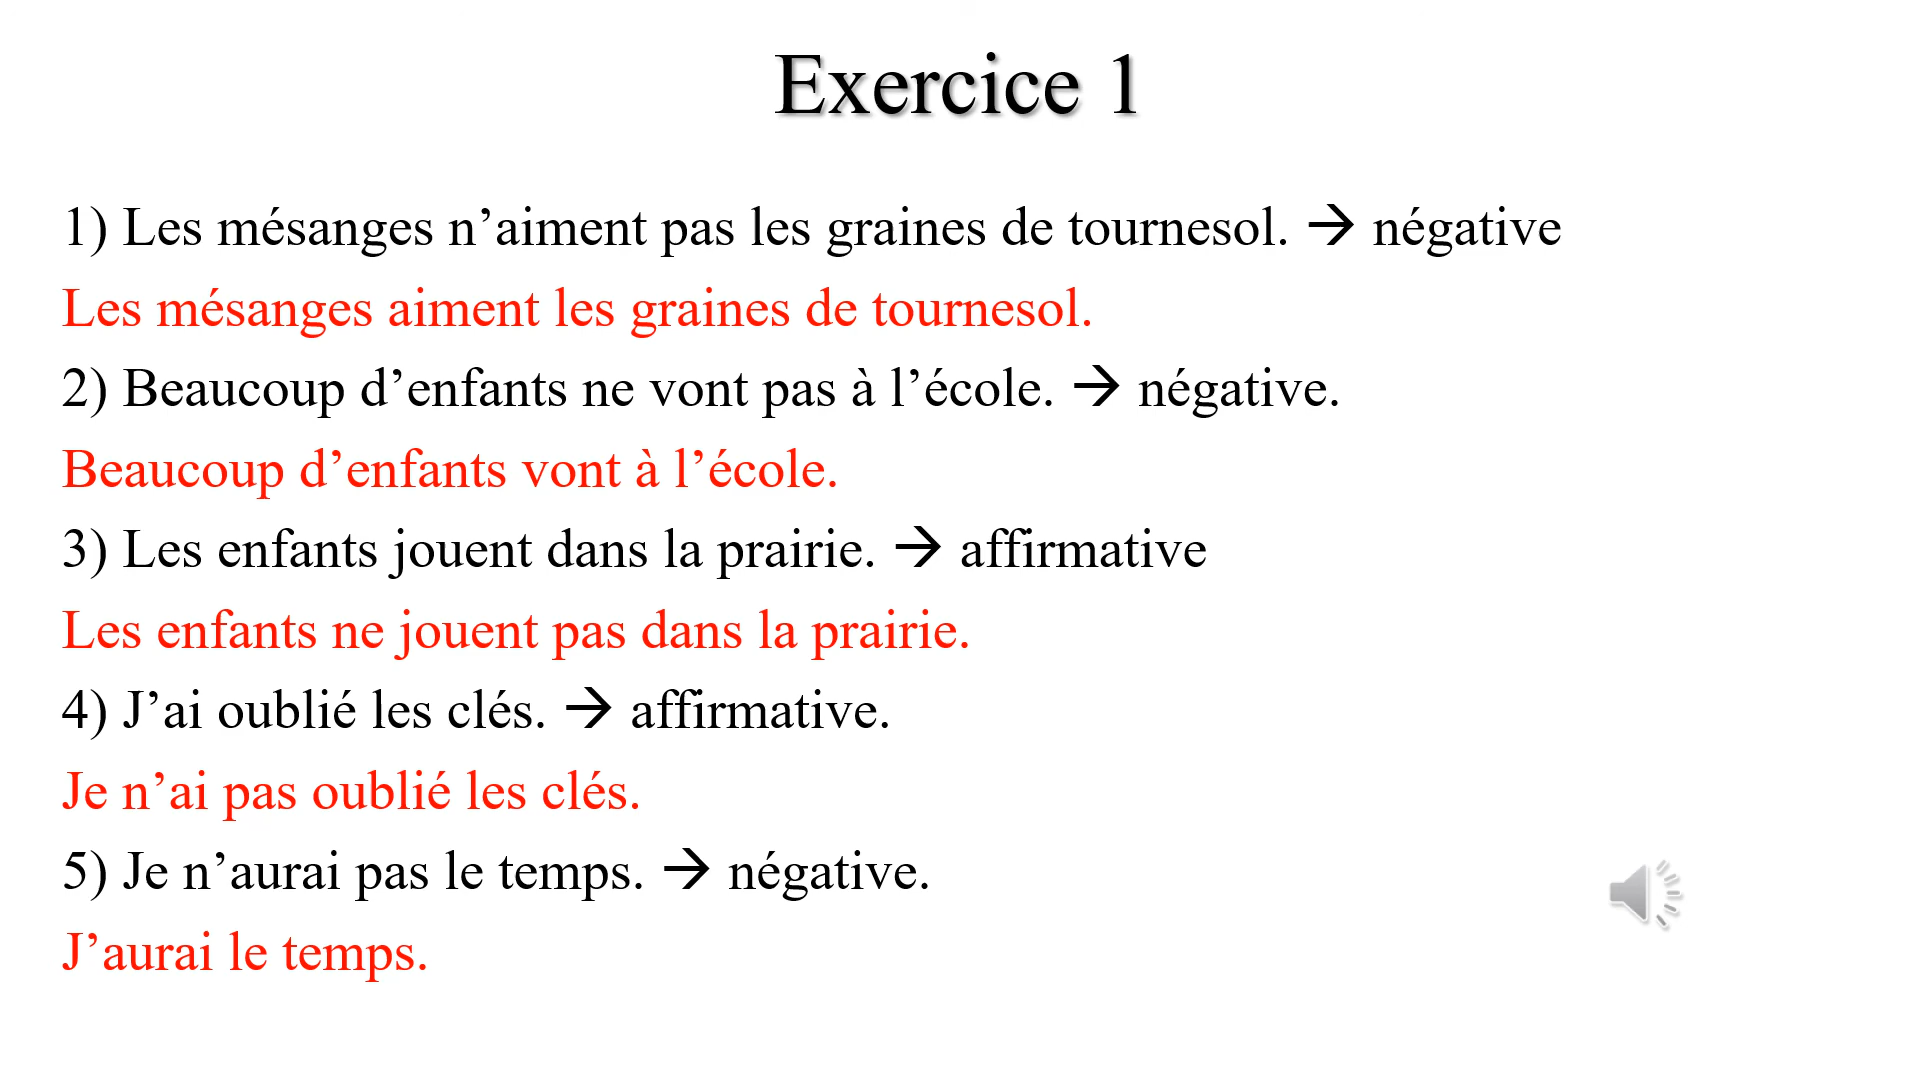 Exercice 1
1) Les mésanges n’aiment pas les graines de tournesol. → négative
Les mésanges aiment les graines de tournesol.
2) Beaucoup d’enfants ne vont pas à l’école. → négative.
Beaucoup d’enfants vont à l’école.
3) Les enfants jouent dans la prairie. → affirmative
Les enfants ne jouent pas dans la prairie.
4) J’ai oublié les clés. → affirmative.
Je n’ai pas oublié les clés.
5) Je n’aurai pas le temps. → négative.
J’aurai le temps.